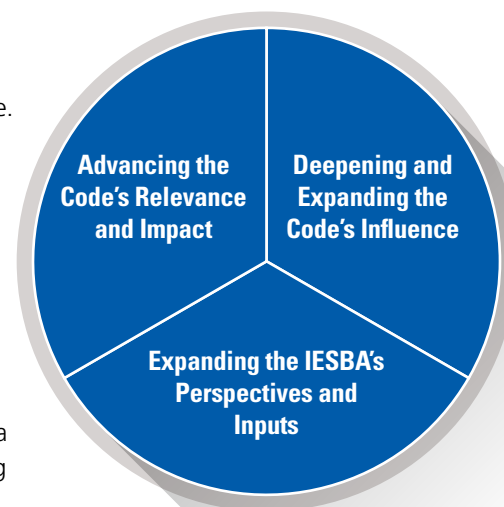 e.
Advancing the
Code's Relevance
and Impact
Deepening and
Expanding the
Code's Influence
Expanding the IESBA's
Perspectives and
Inputs
a
g